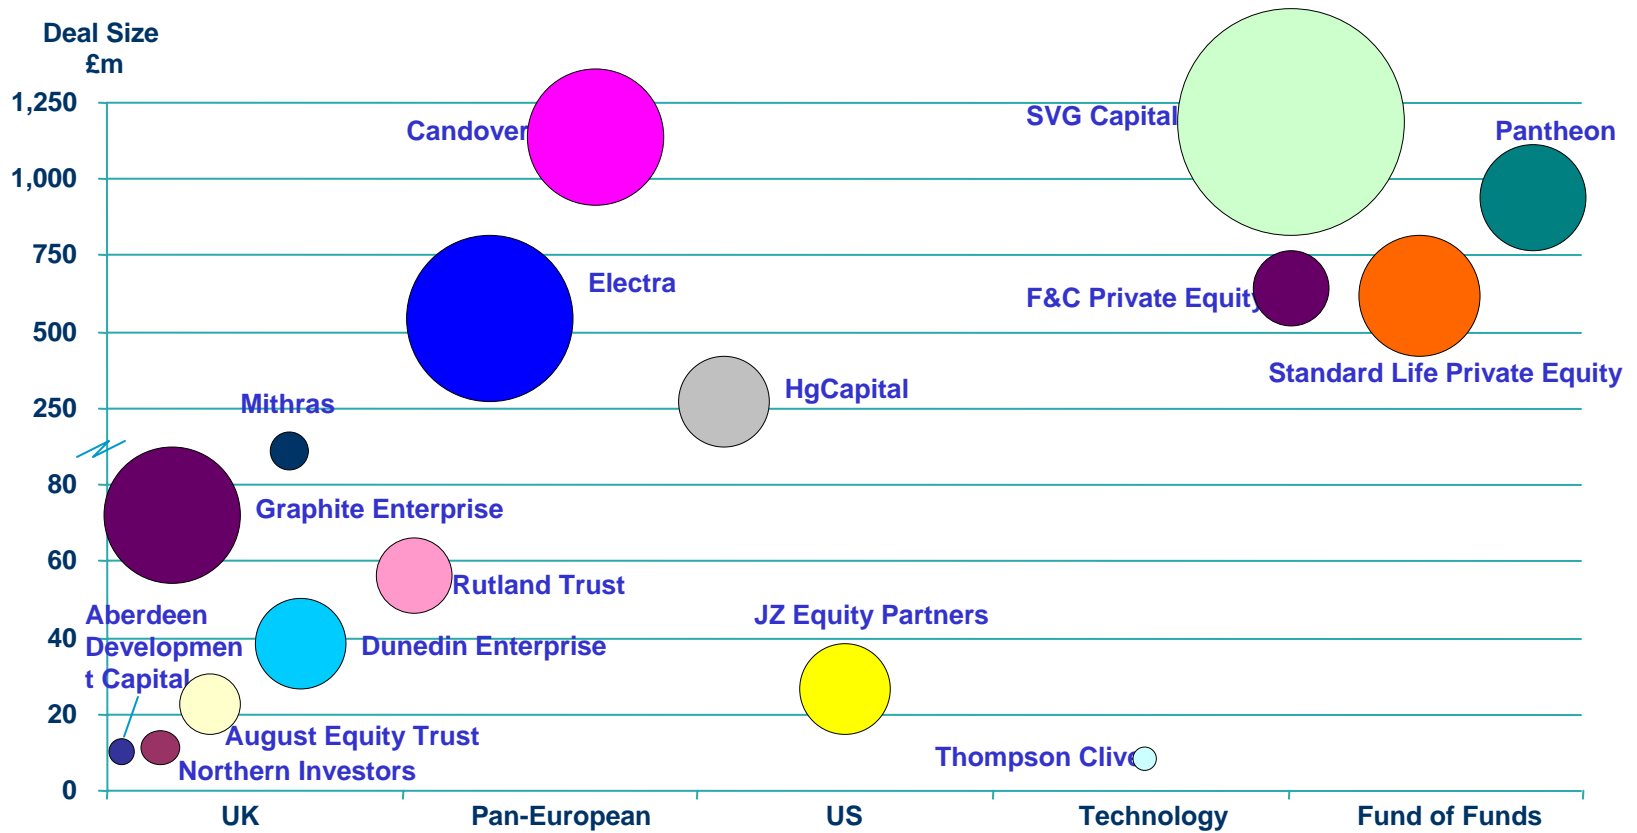 Deal Size
£m
1,250
1,000
750
500
250
80
60
40
20
0
Candover
SVG Capital
Pantheon
Electra
F&C Private Equity
Standard Life Private Equity
HgCapital
Mithras
Graphite Enterprise
Rutland Trust
Aberdeen
Developmen
t Capital
Dunedin Enterprise
JZ Equity Partners
August Equity Trust
Northern Investors
Thompson Clive
UK
Pan-European
US
Technology
Fund of Funds